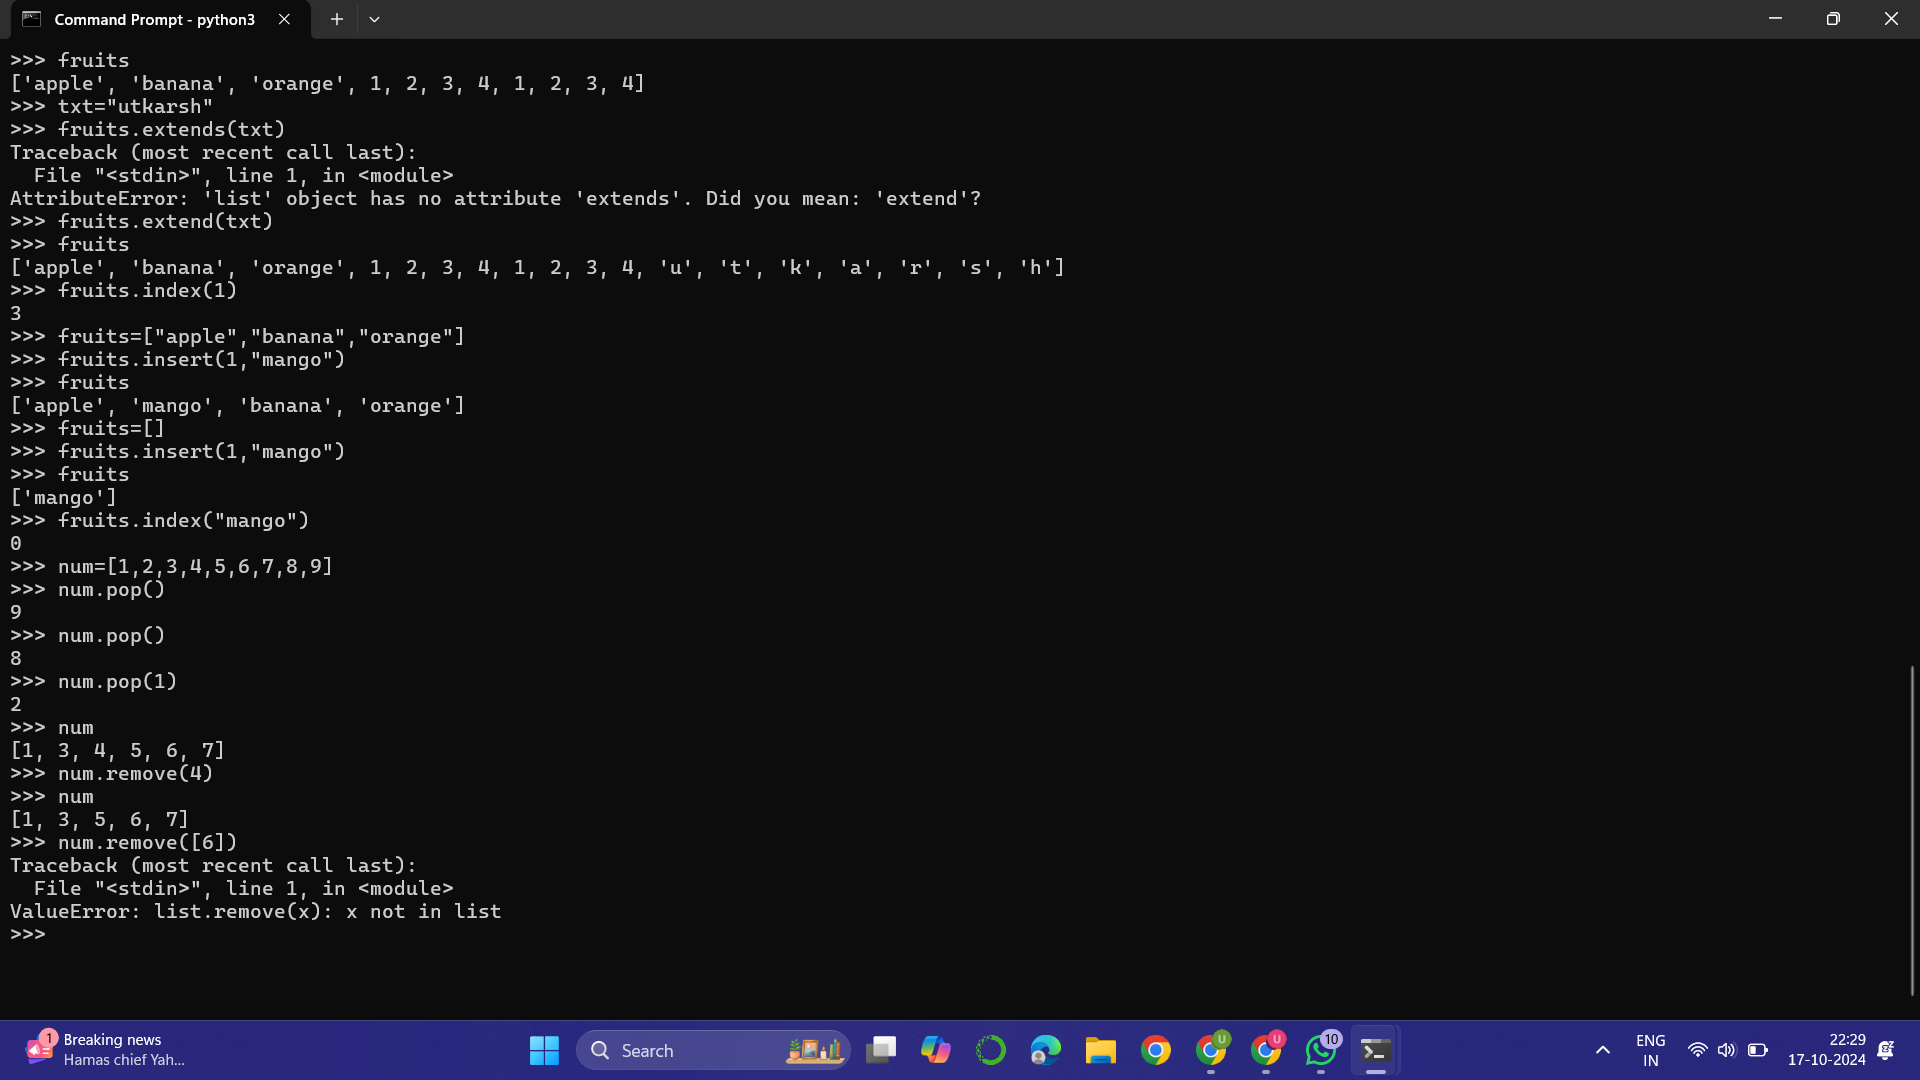 Command Prompt - python3
>>> fruits
['apple', 'banana', 'orange', 1, 2, 3, 4, 1, 2, 3, 4]
>>> txt="utkarsh"
>>> fruits.extends(txt)
Traceback (most recent call last):
  File "<stdin>", line 1, in <module>
AttributeError: 'list' object has no attribute 'extends'. Did you mean: 'extend'?
>>> fruits.extend(txt)
>>> fruits
['apple', 'banana', 'orange', 1, 2, 3, 4, 1, 2, 3, 4, 'u', 't', 'k', 'a', 'r', 's', 'h']
>>> fruits.index(1)
3
>>> fruits=["apple","banana","orange"]
>>> fruits.insert(1,"mango")
>>> fruits
['apple', 'mango', 'banana', 'orange']
>>> fruits=[]
>>> fruits.insert(1,"mango")
>>> fruits
['mango']
>>> fruits.index("mango")
0
>>> num=[1,2,3,4,5,6,7,8,9]
>>> num.pop()
9
>>> num.pop()
8
>>> num.pop(1)
2
>>> num
[1, 3, 4, 5, 6, 7]
>>> num.remove(4)
>>> num
[1, 3, 5, 6, 7]
>>> num.remove([6])
Traceback (most recent call last):
  File "<stdin>", line 1, in <module>
ValueError: list.remove(x): x not in list
>>>
1
Breaking news
Hamas chief Yah...
Search
U
U
10
ENG
IN
22:29
17-10-2024